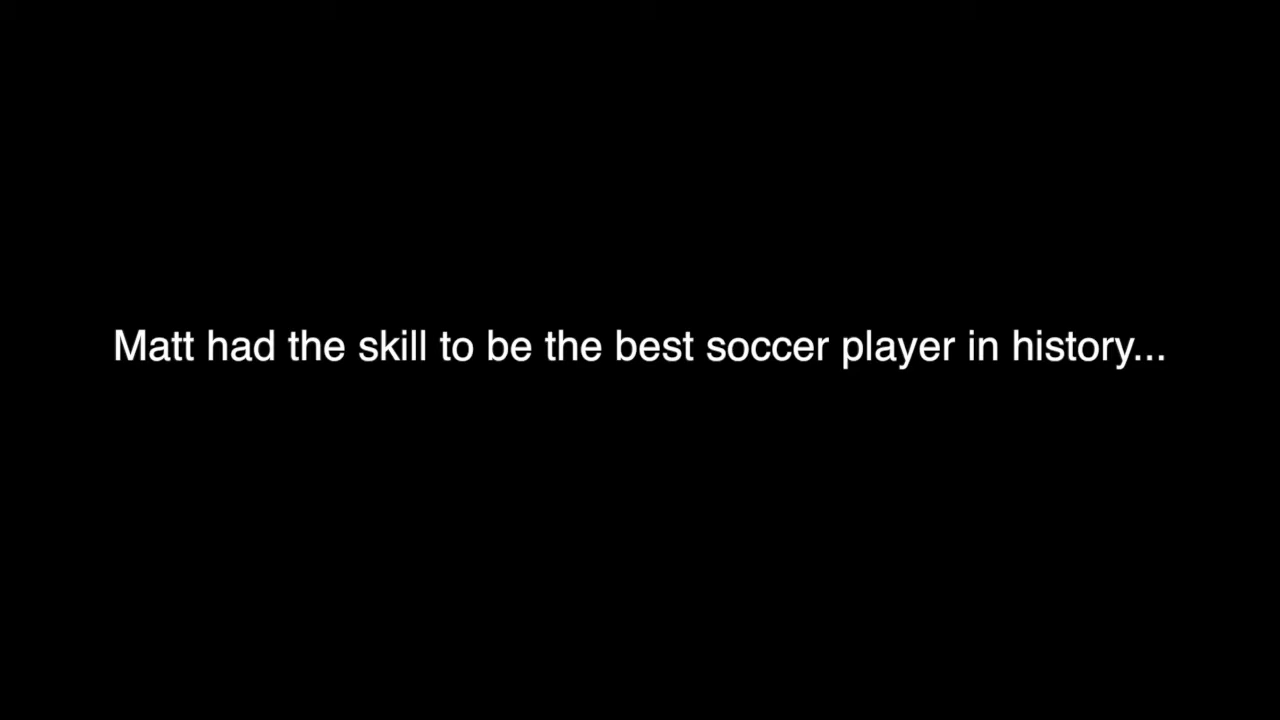 Matt had the skill to be the best soccer player in history...